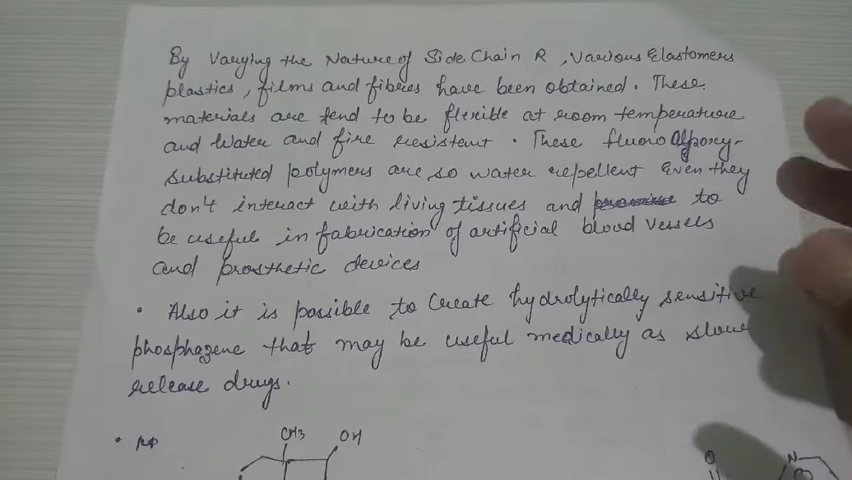 By Varying the Nature of Side Chain R, Various Elastomers
plastics, films and fibres have been obtained. These
materials are tend to be flexible at room temperature
and Water and fire resistent. These fluoro alpoxy-
substituted polymers are so water repellent Even they
don't interact with living tissues and to
be useful in fabrication of artificial blood vessels
and prosthetic devices
• Also it is possible to Create hydrolytically sensitive
phosphazene that may be useful medically as slow
release drugs.
•
CH3 OH
O N